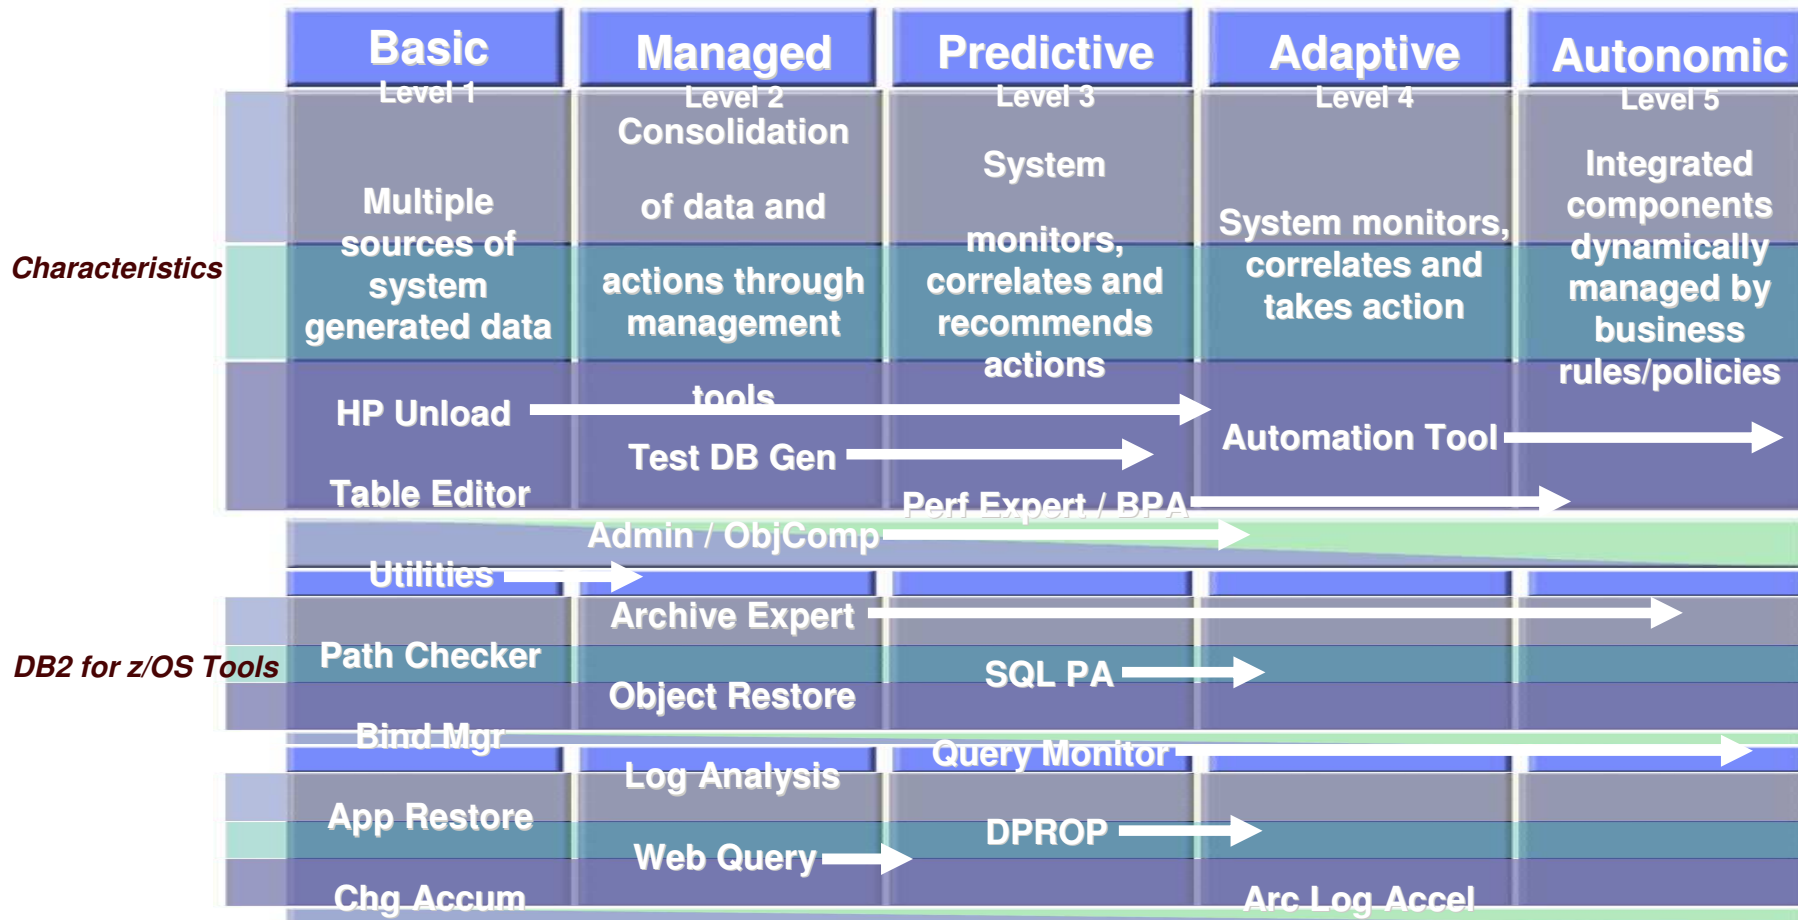 Basic
Level 1
Managed
Level 2
Predictive
Level 3
Adaptive
Level 4
Autonomic
Level 5
Characteristics
Multiple
sources of
system
generated data
Consolidation
of data and
actions through
management
tools
System
monitors,
correlates and
recommends
actions
System monitors,
correlates and
takes action
Integrated
components
dynamically
managed by
business
rules/policies
DB2 for z/OS Tools
HP Unload
Table Editor
Utilities
Path Checker
Bind Mgr
App Restore
Chg Accum
Test DB Gen
Admin / ObjComp
Archive Expert
Object Restore
Log Analysis
Web Query
Perf Expert / BPA
SQL PA
Query Monitor
DPROP
Automation Tool
Arc Log Accel